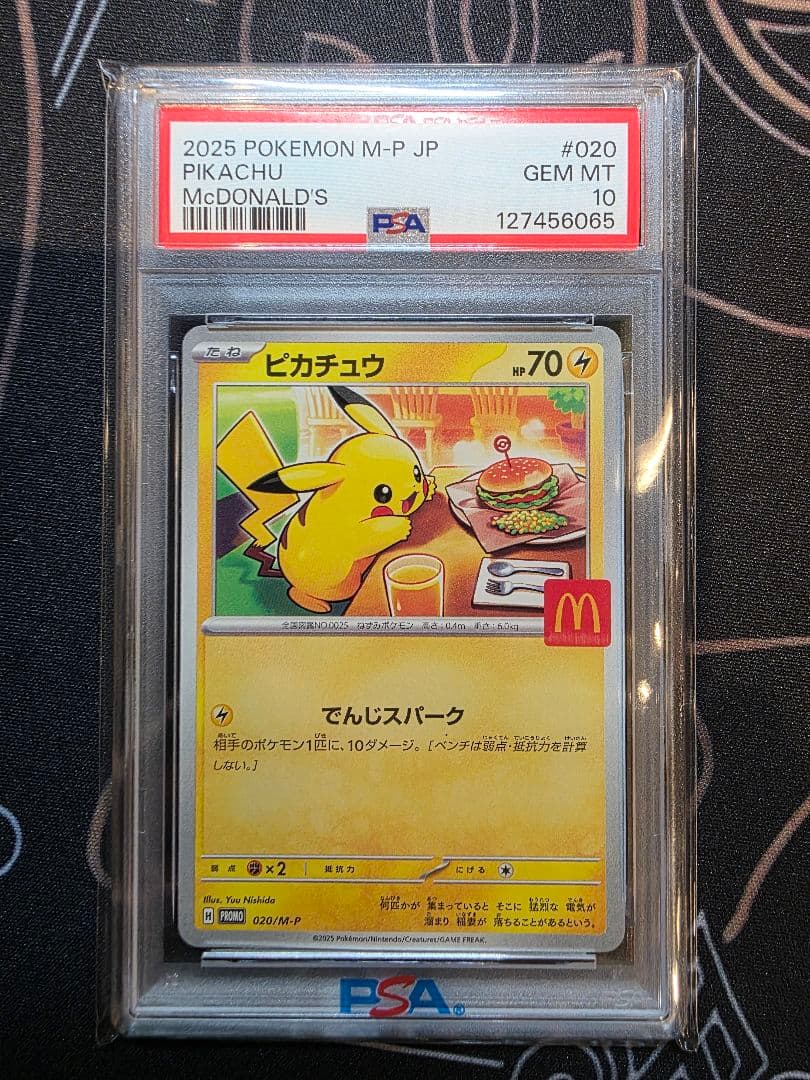 2025 POKEMON M-P JP #020
PIKACHU GEM MT
McDONALD'S 10
PSA 127456065
たね ピカチュウ HP70
全国図鑑NO.0025 ねずみポケモン 高さ:0.4m 重さ:6.0kg
でんじスパーク
相手のポケモン1匹に、10ダメージ。[ベンチは弱点・抵抗力を計算
しない。]
弱点 ×2 抵抗力 にげる
Illus. Yuu Nishida
何匹かが 集まっていると そこに 猛烈な 電気が
溜まり 稲妻が 落ちることがあるという。
H PROMO 020/M-P
©2025 Pokémon/Nintendo/Creatures/GAME FREAK.
PSA